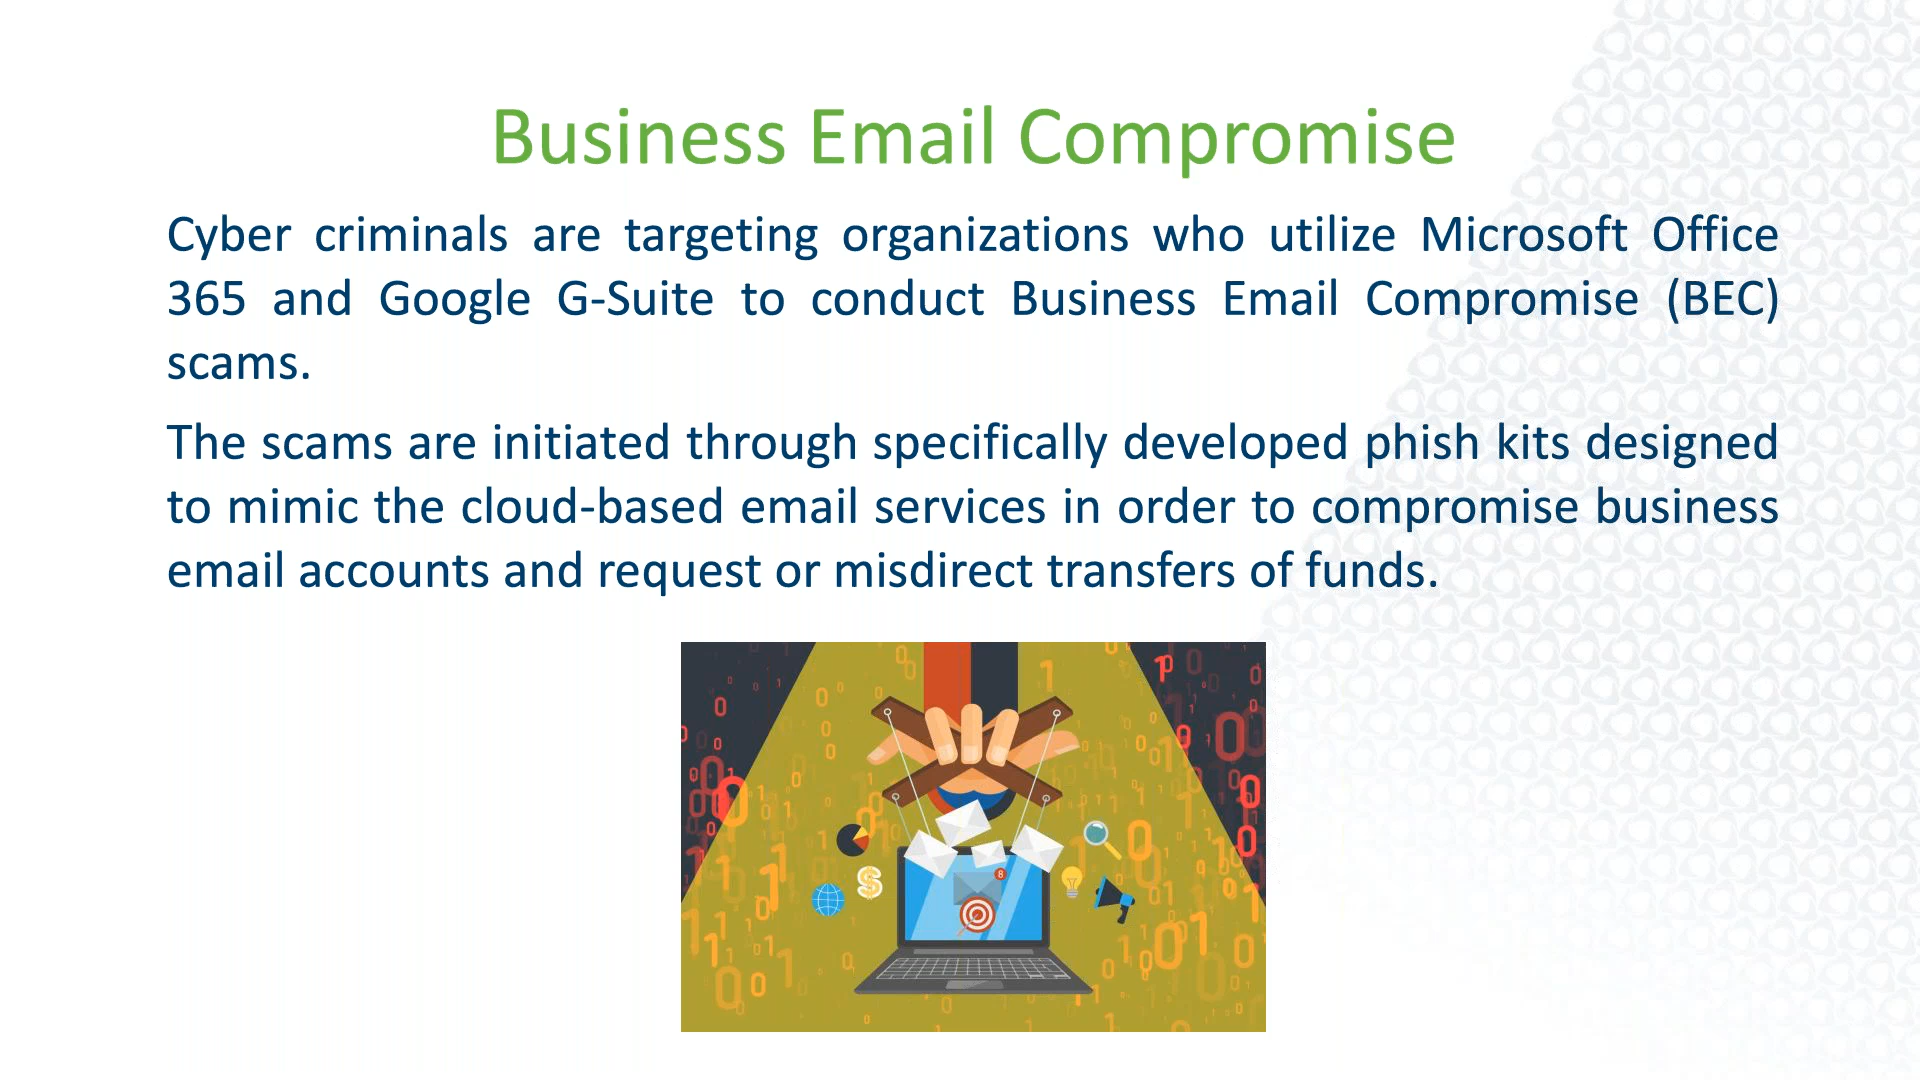 Business Email Compromise
Cyber criminals are targeting organizations who utilize Microsoft Office
365 and Google G-Suite to conduct Business Email Compromise (BEC)
scams.
The scams are initiated through specifically developed phish kits designed
to mimic the cloud-based email services in order to compromise business
email accounts and request or misdirect transfers of funds.
8